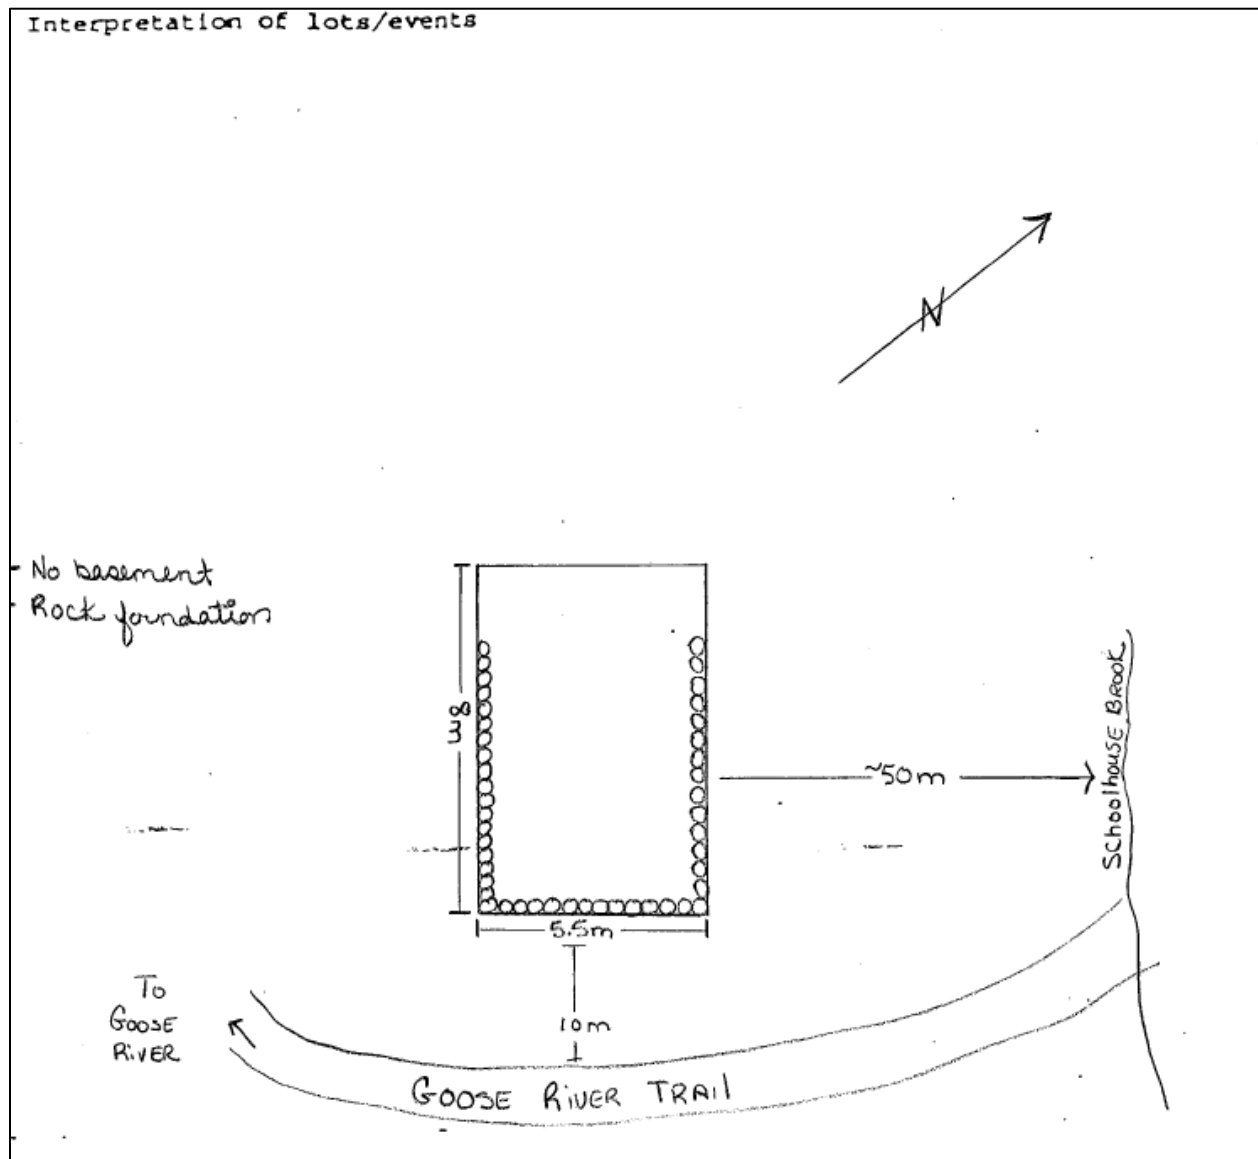 Interpretation of lots/events
N
- No basement
- Rock foundation
8m
~50m
SCHOOLHOUSE BROOK
5.5m
10m
TO
GOOSE
RIVER
GOOSE RIVER TRAIL